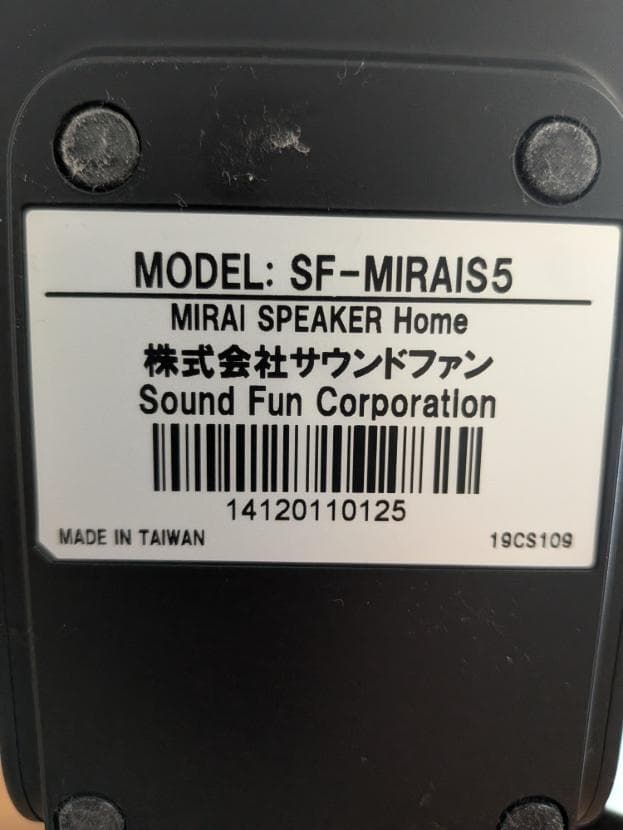 MODEL: SF-MIRAIS5
MIRAI SPEAKER Home
株式会社サウンドファン
Sound Fun Corporation
14120110125
MADE IN TAIWAN
19CS109